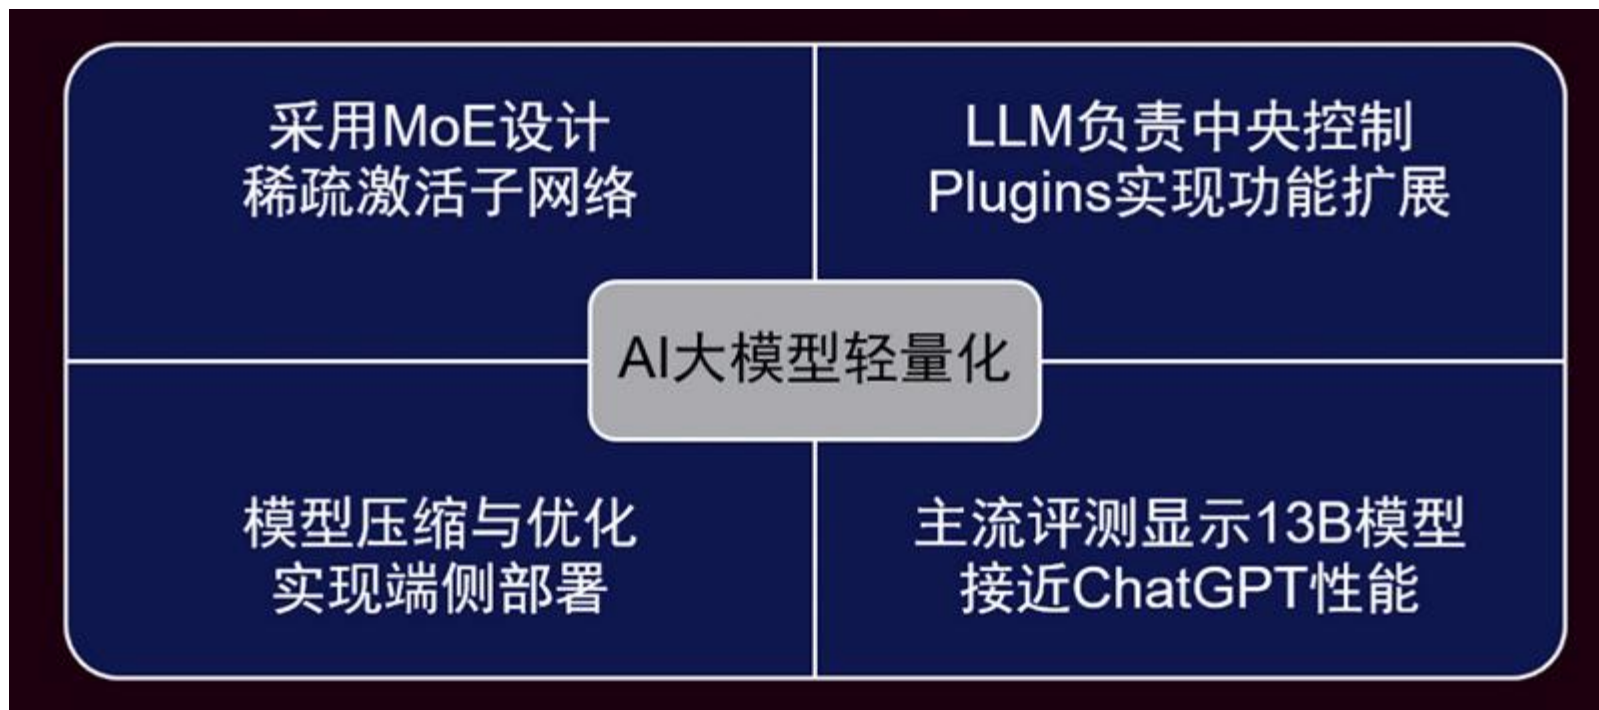 采用MoE设计
稀疏激活子网络
LLM负责中央控制
Plugins实现功能扩展
AI大模型轻量化
模型压缩与优化
实现端侧部署
主流评测显示13B模型
接近ChatGPT性能